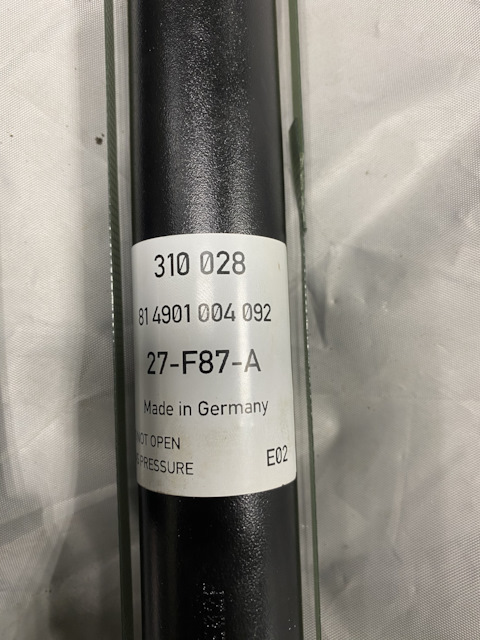 310 028
81 4901 004 092
27-F87-A
Made in Germany
NOT OPEN
PRESSURE
E02